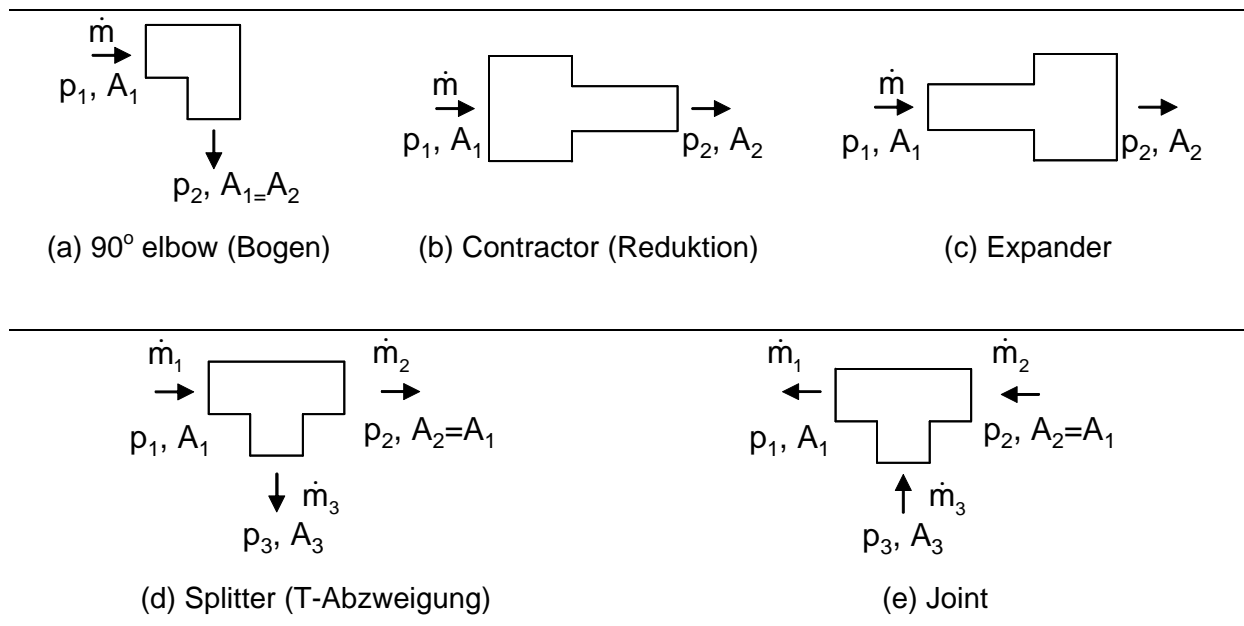 ṁ
p₁, A₁
p₂, A₁₌A₂
(a) 90° elbow (Bogen)
ṁ
p₁, A₁
p₂, A₂
(b) Contractor (Reduktion)
ṁ
p₁, A₁
p₂, A₂
(c) Expander
ṁ₁
ṁ₂
p₁, A₁
p₂, A₂=A₁
ṁ₃
p₃, A₃
(d) Splitter (T-Abzweigung)
ṁ₁
ṁ₂
p₁, A₁
p₂, A₂=A₁
ṁ₃
p₃, A₃
(e) Joint